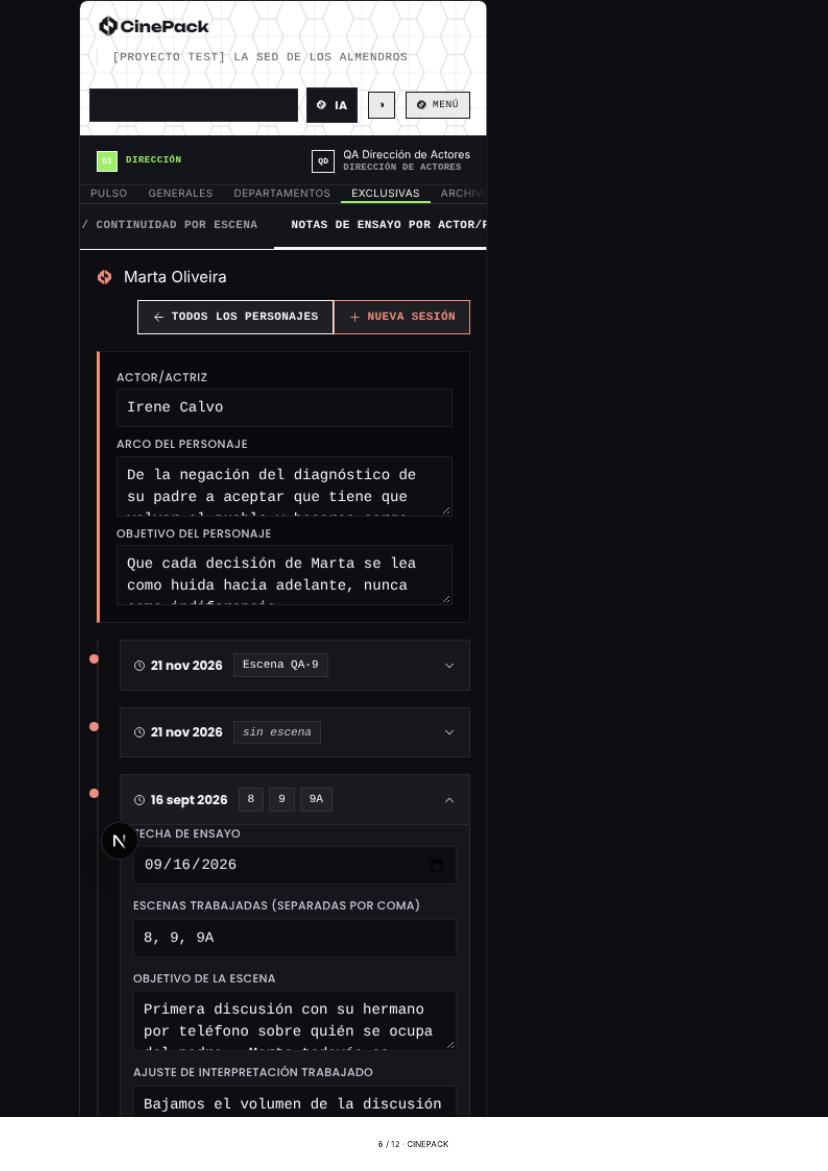 CinePack
[PROYECTO TEST] LA SED DE LOS ALMENDROS
IA
MENÚ
DI DIRECCIÓN
QD QA Dirección de Actores
DIRECCIÓN DE ACTORES
PULSO GENERALES DEPARTAMENTOS EXCLUSIVAS ARCHIV
/ CONTINUIDAD POR ESCENA NOTAS DE ENSAYO POR ACTOR/P
Marta Oliveira
← TODOS LOS PERSONAJES + NUEVA SESIÓN
ACTOR/ACTRIZ
Irene Calvo
ARCO DEL PERSONAJE
De la negación del diagnóstico de
su padre a aceptar que tiene que
OBJETIVO DEL PERSONAJE
Que cada decisión de Marta se lea
como huida hacia adelante, nunca
21 nov 2026 Escena QA-9
21 nov 2026 sin escena
16 sept 2026 8 9 9A
N
FECHA DE ENSAYO
09/16/2026
ESCENAS TRABAJADAS (SEPARADAS POR COMA)
8, 9, 9A
OBJETIVO DE LA ESCENA
Primera discusión con su hermano
por teléfono sobre quién se ocupa
AJUSTE DE INTERPRETACIÓN TRABAJADO
Bajamos el volumen de la discusión
6 / 12 · CINEPACK